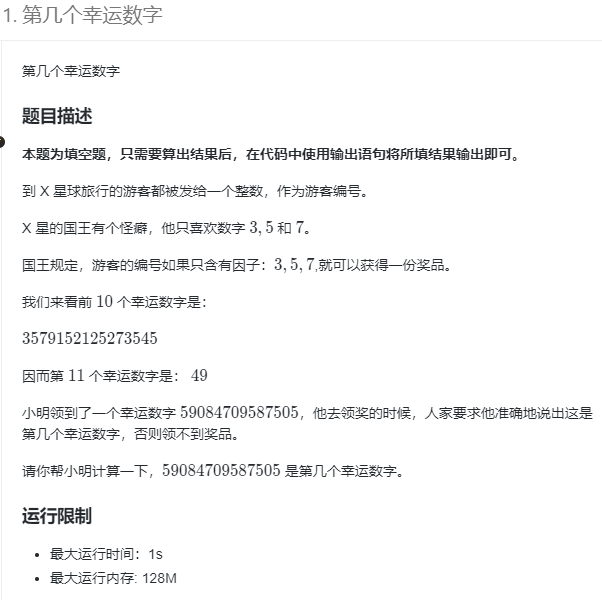 1. 第几个幸运数字
第几个幸运数字
题目描述
本题为填空题，只需要算出结果后，在代码中使用输出语句将所填结果输出即可。
到 X 星球旅行的游客都被发给一个整数，作为游客编号。
X 星的国王有个怪癖，他只喜欢数字 3, 5 和 7。
国王规定，游客的编号如果只含有因子：3, 5, 7,就可以获得一份奖品。
我们来看前 10 个幸运数字是：
3579152125273545
因而第 11 个幸运数字是： 49
小明领到了一个幸运数字 59084709587505，他去领奖的时候，人家要求他准确地说出这是
第几个幸运数字，否则领不到奖品。
请你帮小明计算一下，59084709587505 是第几个幸运数字。
运行限制
• 最大运行时间：1s
• 最大运行内存: 128M